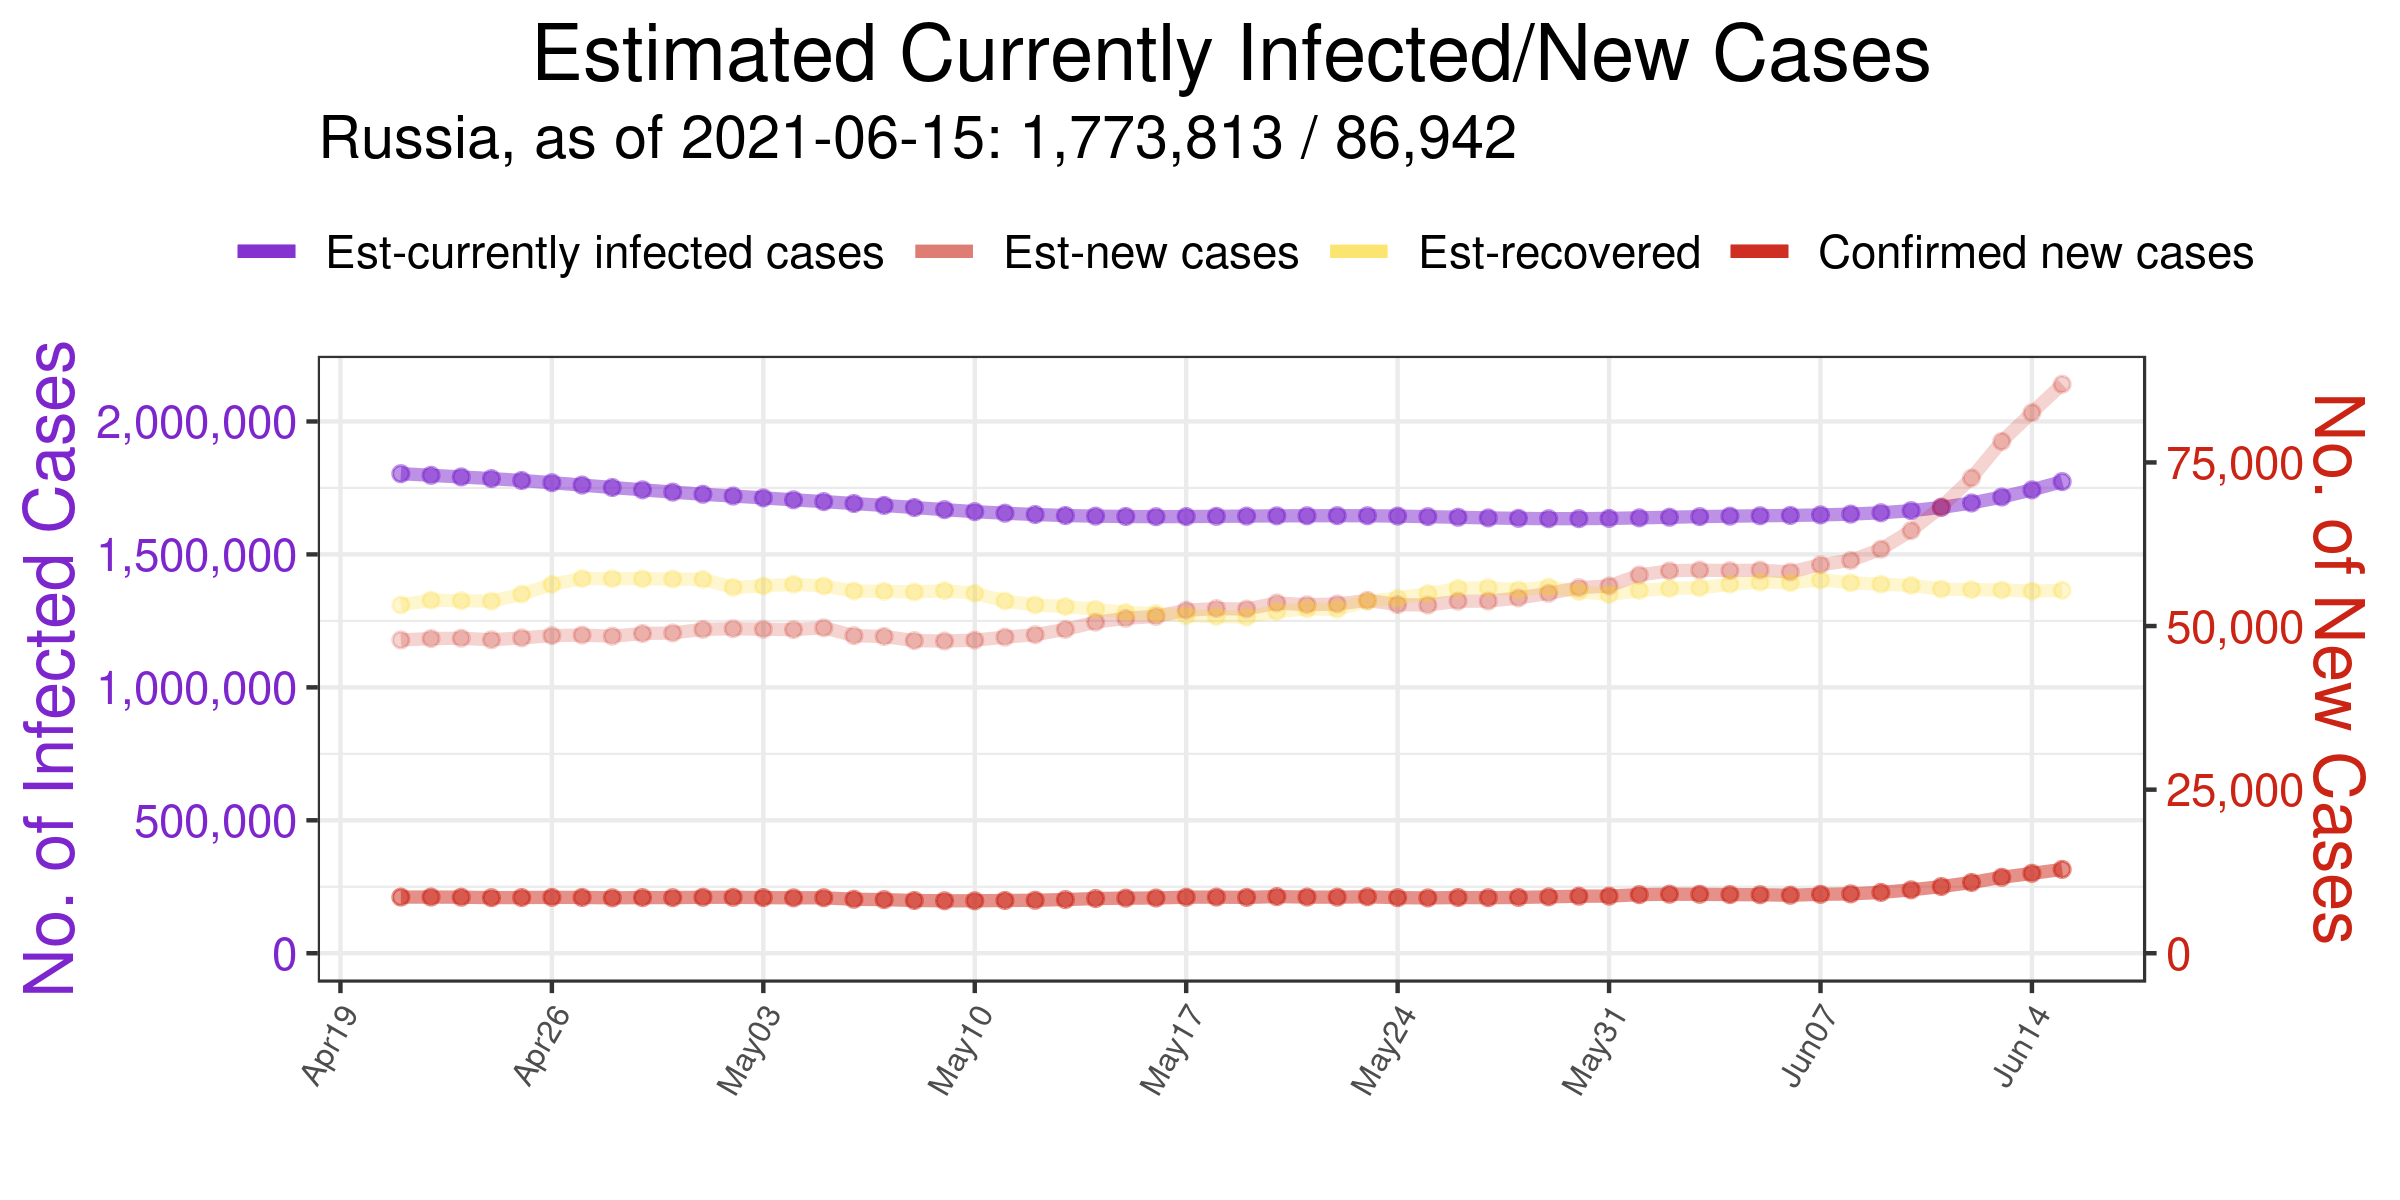 Estimated Currently Infected/New Cases
Russia, as of 2021-06-15: 1,773,813 / 86,942
Est-currently infected cases Est-new cases Est-recovered Confirmed new cases
No. of Infected Cases
2,000,000
1,500,000
1,000,000
500,000
0
75,000
50,000
25,000
0
No. of New Cases
Apr19 Apr26 May03 May10 May17 May24 May31 Jun07 Jun14